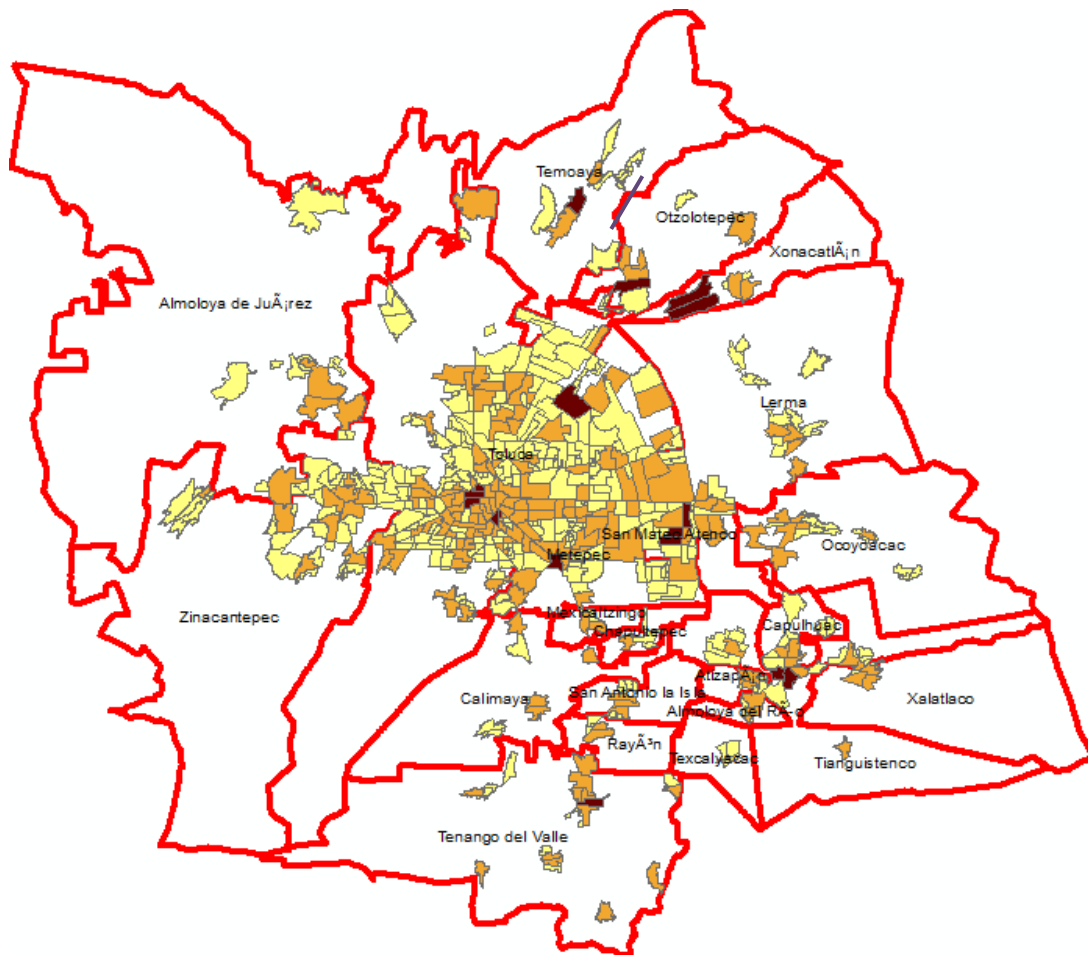 Temoaya
Otzolotepec
XonacatlÃ¡n
Almoloya de JuÃ¡rez
Lerma
Toluca
San Mateo Atenco
Ocoyoacac
Metepec
Zinacantepec
Mexicaltzingo
Capulhuac
Chapultepec
AtizapÃ¡n
San Antonio la Isla
Calimaya
Xalatlaco
Almoloya del RÃ­o
RayÃ³n
Texcalyacac
Tianguistenco
Tenango del Valle